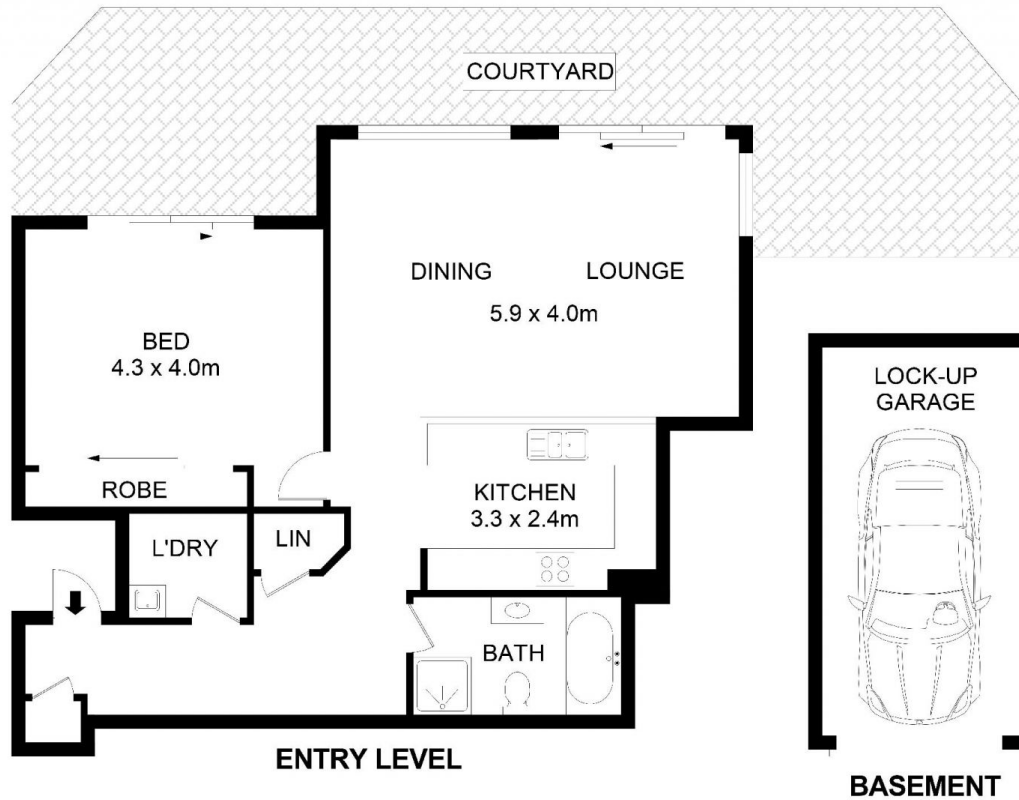 COURTYARD
DINING
LOUNGE
5.9 x 4.0m
BED
4.3 x 4.0m
ROBE
KITCHEN
3.3 x 2.4m
L'DRY
LIN
BATH
ENTRY LEVEL
LOCK-UP
GARAGE
BASEMENT